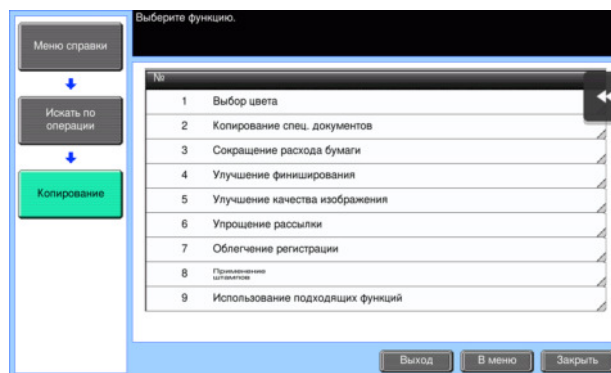 Выберите функцию.
Меню справки
Искать по
операции
Копирование
№
1 Выбор цвета
2 Копирование спец. документов
3 Сокращение расхода бумаги
4 Улучшение финиширования
5 Улучшение качества изображения
6 Упрощение рассылки
7 Облегчение регистрации
8 Применение
штампов
9 Использование подходящих функций
Выход
В меню
Закрыть